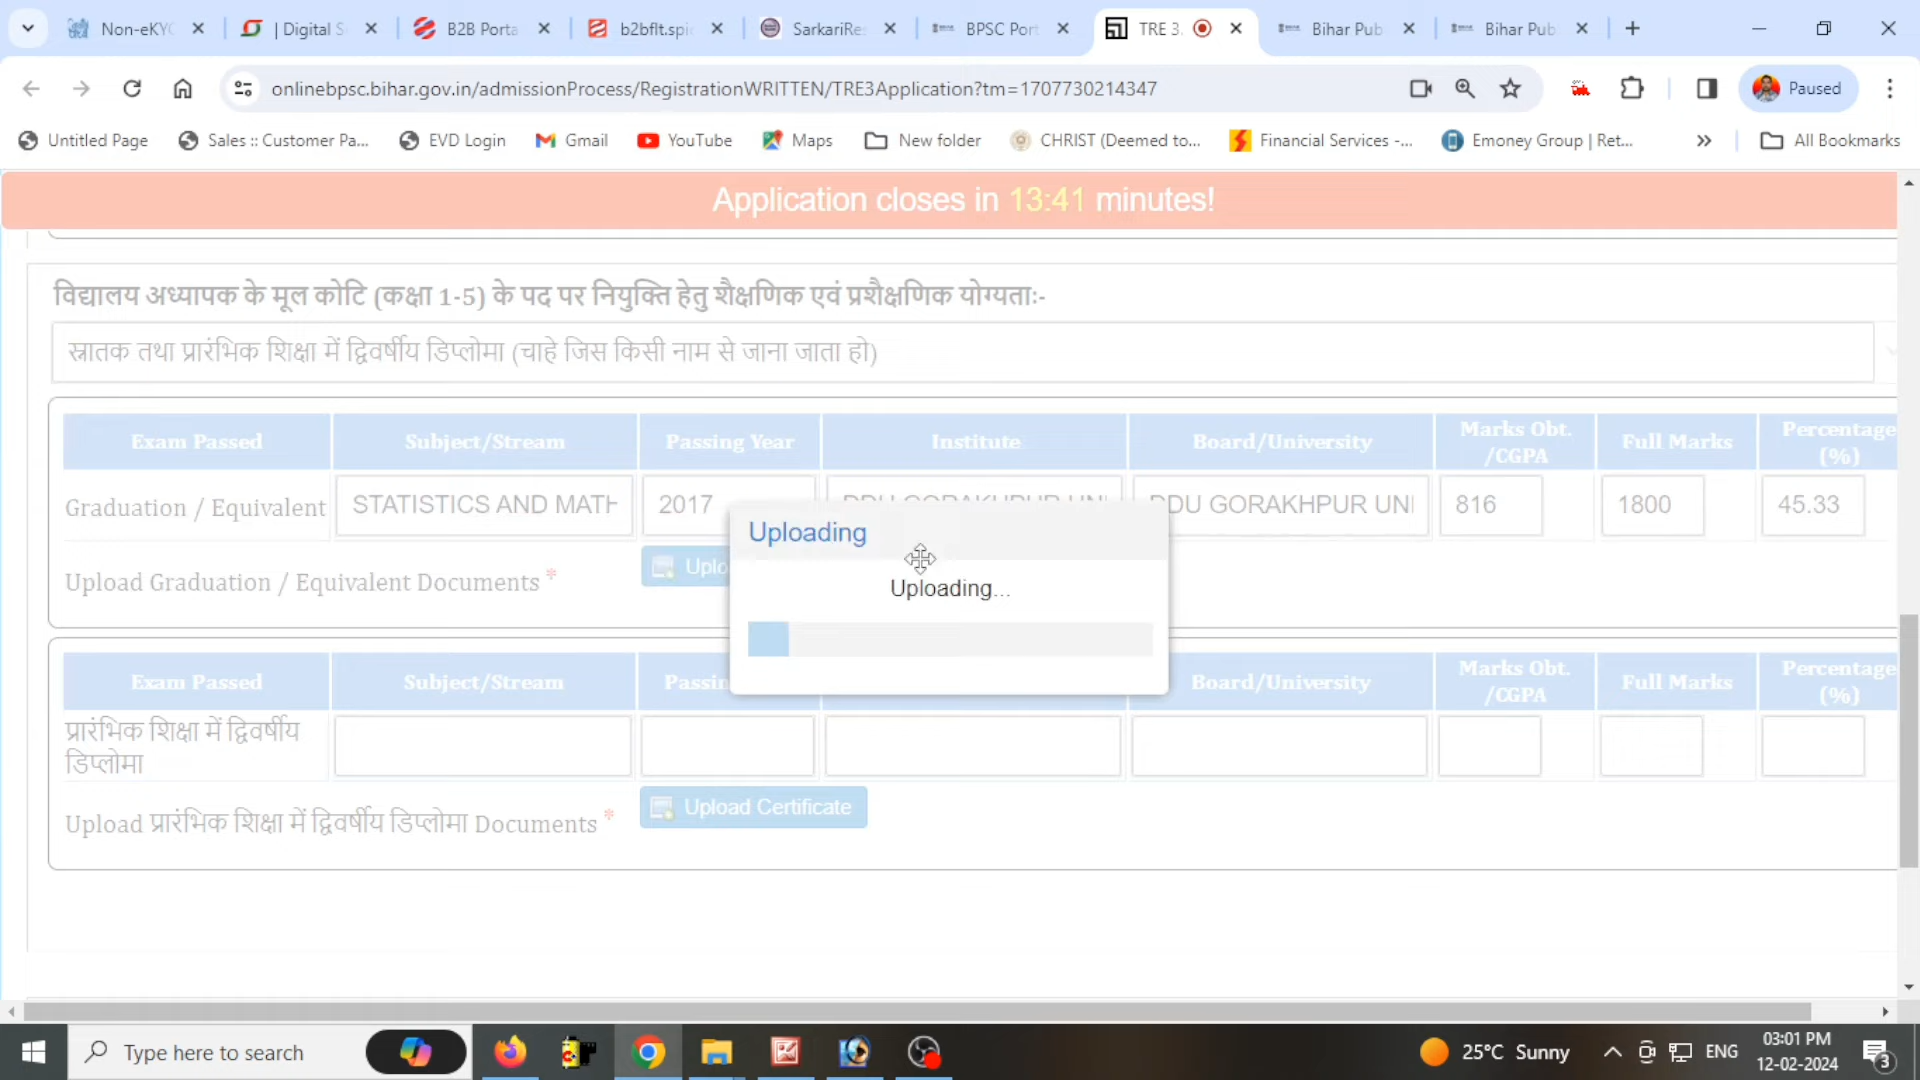 Non-eKYC
| Digital S
B2B Porta
b2bflt.spi
SarkariRes
BPSC Port
TRE 3.
Bihar Pub
Bihar Pub
onlinebpsc.bihar.gov.in/admissionProcess/RegistrationWRITTEN/TRE3Application?tm=1707730214347
Paused
Untitled Page
Sales :: Customer Pa...
EVD Login
Gmail
YouTube
Maps
New folder
CHRIST (Deemed to...
Financial Services -...
Emoney Group | Ret...
»
All Bookmarks
Application closes in 13:41 minutes!
विद्यालय अध्यापक के मूल कोटि (कक्षा 1-5) के पद पर नियुक्ति हेतु शैक्षणिक एवं प्रशैक्षणिक योग्यताः-
स्नातक तथा प्रारंभिक शिक्षा में द्विवर्षीय डिप्लोमा (चाहे जिस किसी नाम से जाना जाता हो)
Exam Passed Subject/Stream Passing Year Institute Board/University Marks Obt. /CGPA Full Marks Percentage (%)
Graduation / Equivalent STATISTICS AND MATH 2017 DDU GORAKHPUR UNI DDU GORAKHPUR UNI 816 1800 45.33
Upload Graduation / Equivalent Documents * Uplo
Uploading
Uploading...
Exam Passed Subject/Stream Passin Board/University Marks Obt. /CGPA Full Marks Percentage (%)
प्रारंभिक शिक्षा में द्विवर्षीय
डिप्लोमा
Upload प्रारंभिक शिक्षा में द्विवर्षीय डिप्लोमा Documents * Upload Certificate
Type here to search
25°C Sunny
ENG
03:01 PM
12-02-2024
3